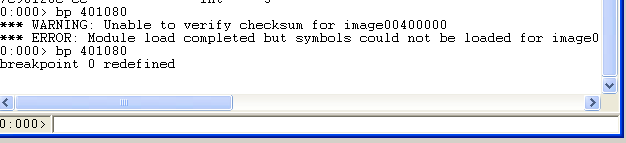 0:000> bp 401080
*** WARNING: Unable to verify checksum for image00400000
*** ERROR: Module load completed but symbols could not be loaded for image0
0:000> bp 401080
breakpoint 0 redefined
0:000>